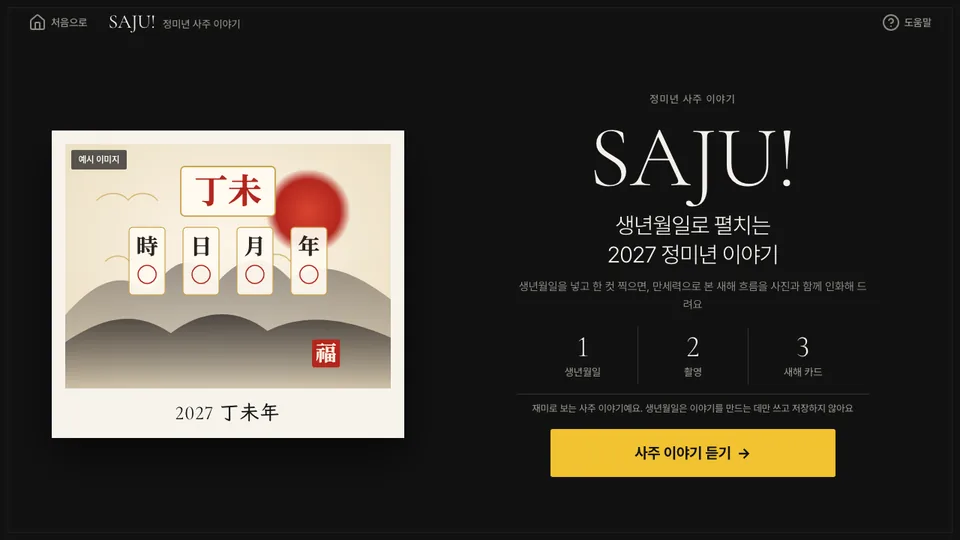 처음으로
SAJU! 정미년 사주 이야기
도움말
예시 이미지
丁未
時 日 月 年
福
2027 丁未年
정미년 사주 이야기
SAJU!
생년월일로 펼치는
2027 정미년 이야기
생년월일을 넣고 한 컷 찍으면, 만세력으로 본 새해 흐름을 사진과 함께 인화해 드
려요
1 2 3
생년월일 촬영 새해 카드
재미로 보는 사주 이야기예요. 생년월일은 이야기를 만드는 데만 쓰고 저장하지 않아요
사주 이야기 듣기 →